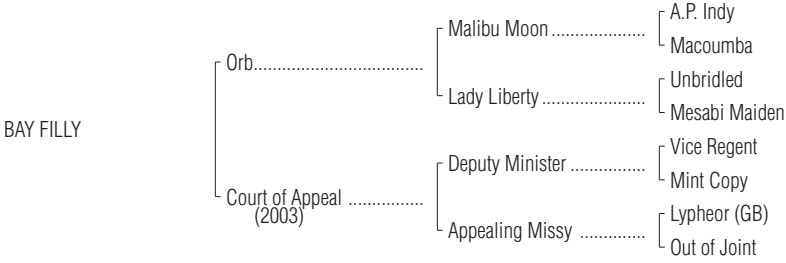 A.P. Indy
Malibu Moon .....................
Macoumba
Orb..................................
Unbridled
Lady Liberty .......................
Mesabi Maiden
BAY FILLY
Vice Regent
Deputy Minister .................
Mint Copy
Court of Appeal .................
(2003)
Lypheor (GB)
Appealing Missy ...............
Out of Joint